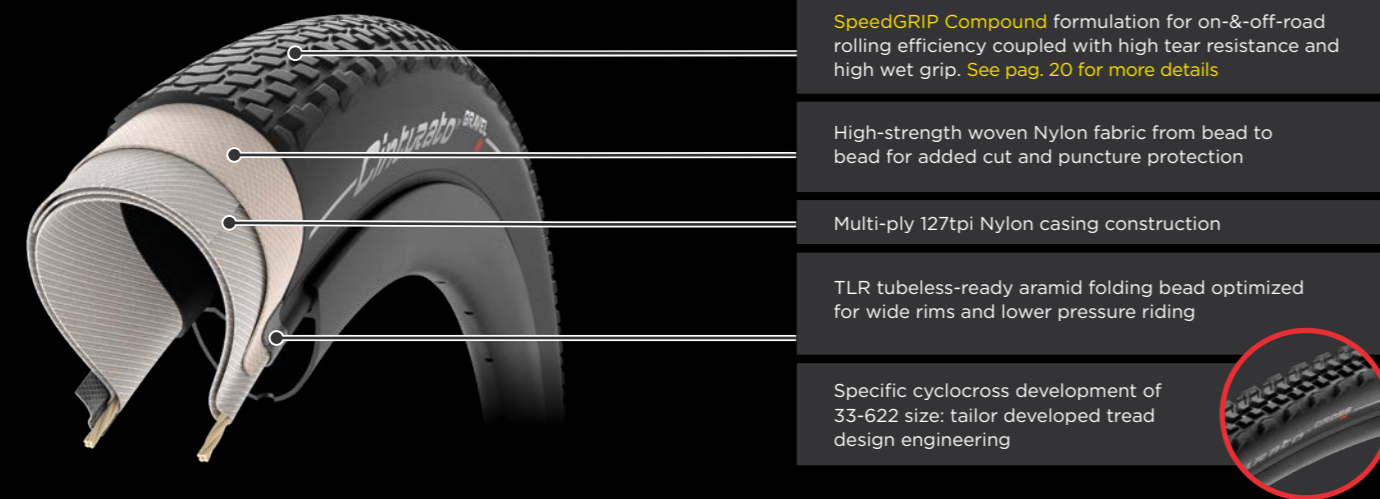 SpeedGRIP Compound formulation for on-&-off-road
rolling efficiency coupled with high tear resistance and
high wet grip. See pag. 20 for more details
Cinturato GRAVEL
High-strength woven Nylon fabric from bead to
bead for added cut and puncture protection
Multi-ply 127tpi Nylon casing construction
TLR tubeless-ready aramid folding bead optimized
for wide rims and lower pressure riding
Specific cyclocross development of
33-622 size: tailor developed tread
design engineering